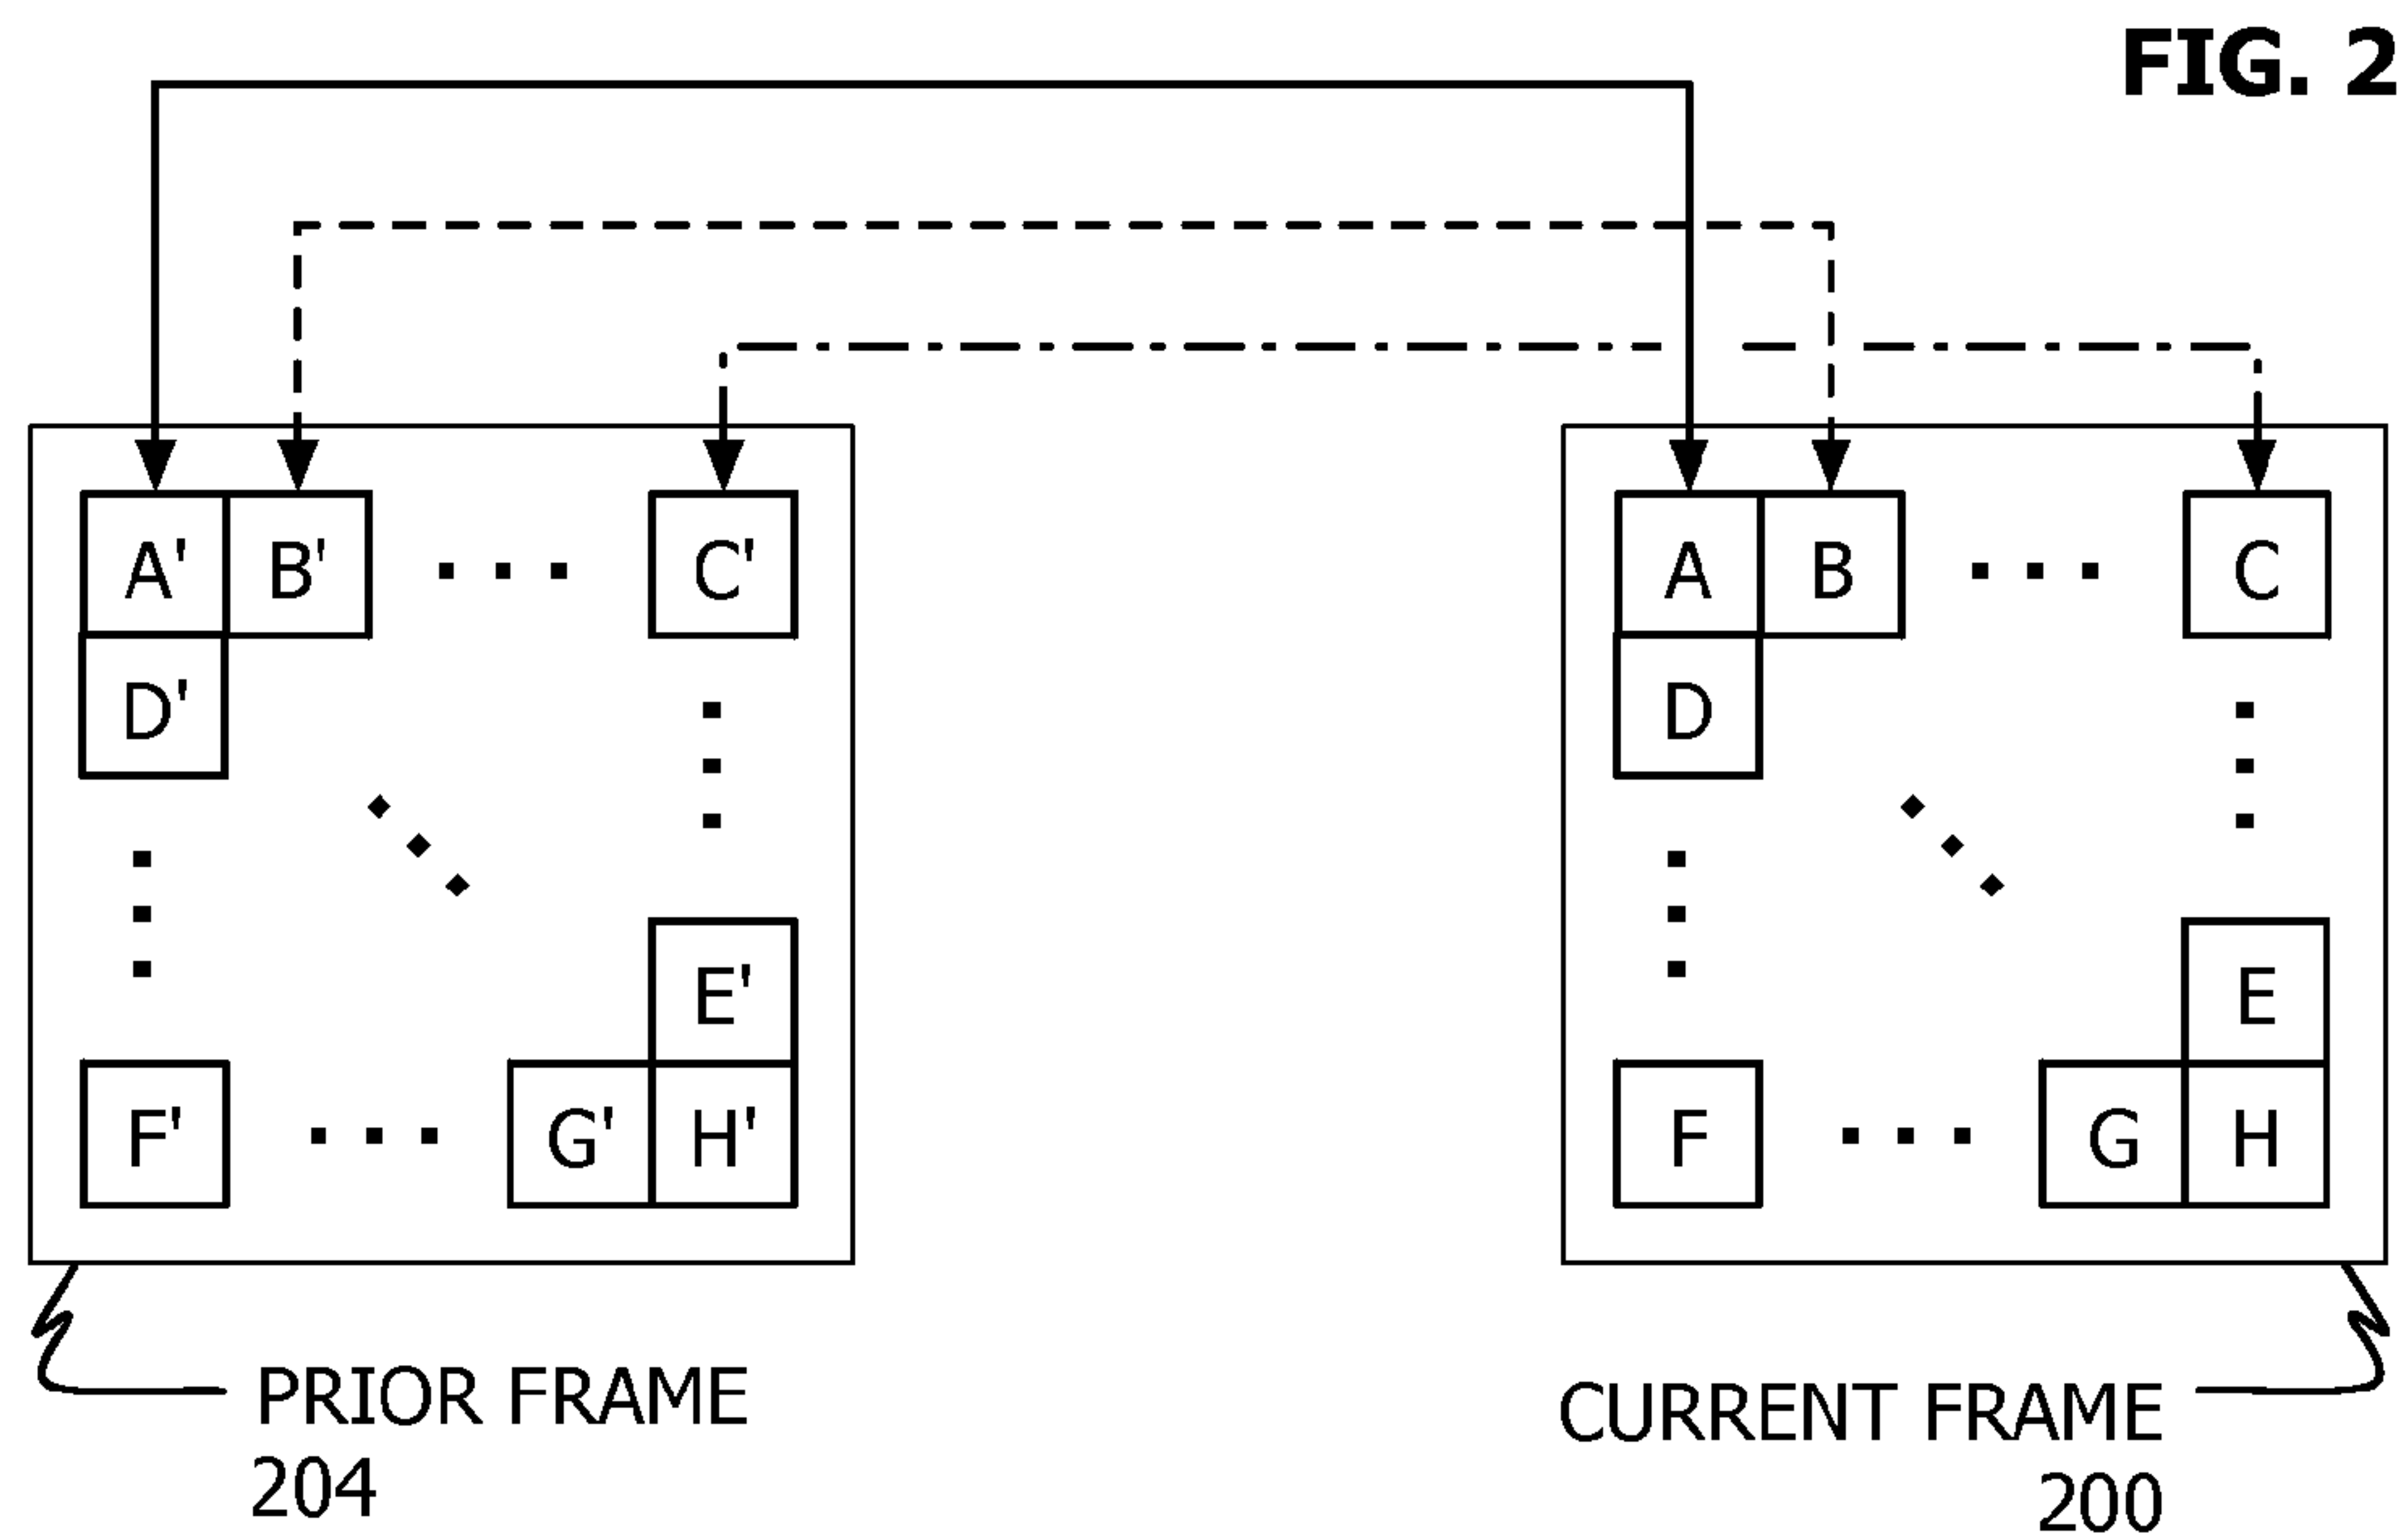 FIG. 2
A' B' C'
D'
E'
F' G' H'
A B C
D
E
F G H
PRIOR FRAME
204
CURRENT FRAME
200